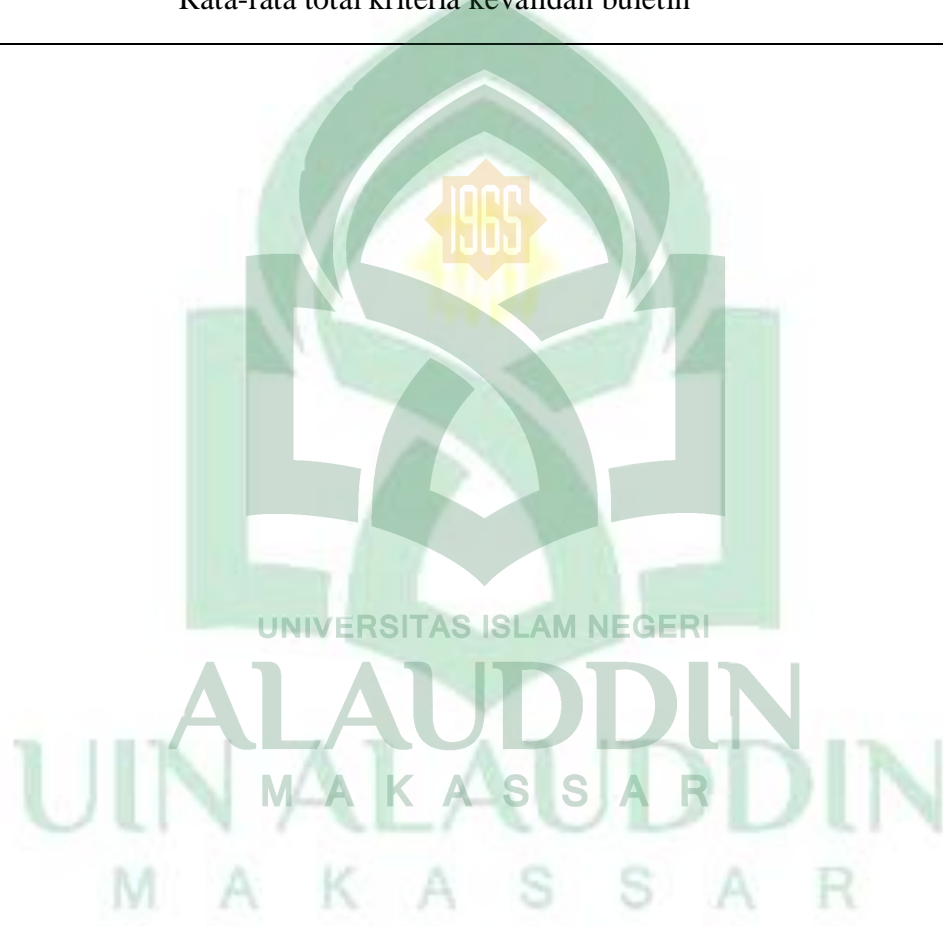 Rata-rata total kriteria kevalidan buletin
1965
UNIVERSITAS ISLAM NEGERI
ALAUDDIN
MAKASSAR
UIN ALAUDDIN
MAKASSAR